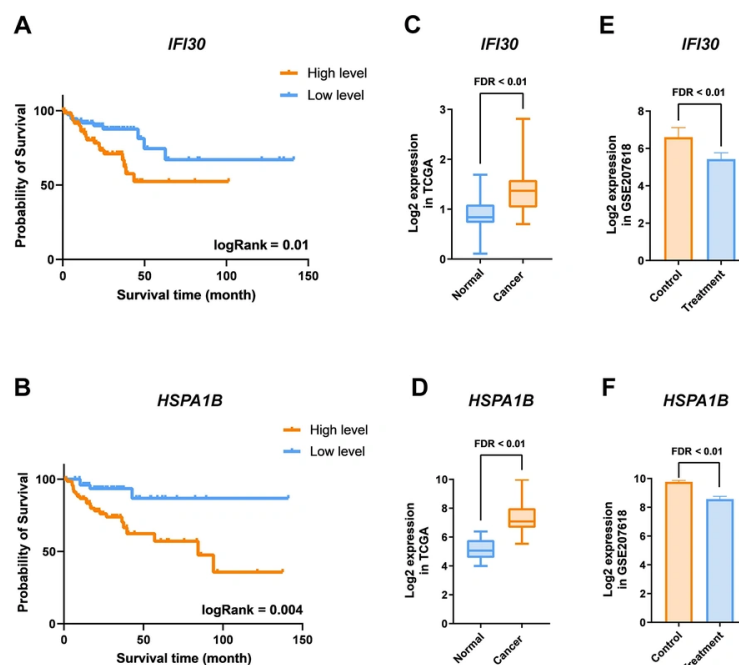 A
IFI30
High level
Low level
Probability of Survival
100
50
0
logRank = 0.01
0 50 100 150
Survival time (month)
C
IFI30
FDR < 0.01
Log2 expression
in TCGA
3
2
1
0
Normal Cancer
E
IFI30
FDR < 0.01
Log2 expression
in GSE207618
8
6
4
2
0
Control Treatment
B
HSPA1B
High level
Low level
Probability of Survival
100
50
0
logRank = 0.004
0 50 100 150
Survival time (month)
D
HSPA1B
FDR < 0.01
Log2 expression
in TCGA
10
8
6
4
2
0
Normal Cancer
F
HSPA1B
FDR < 0.01
Log2 expression
in GSE207618
10
8
6
4
2
0
Control Treatment